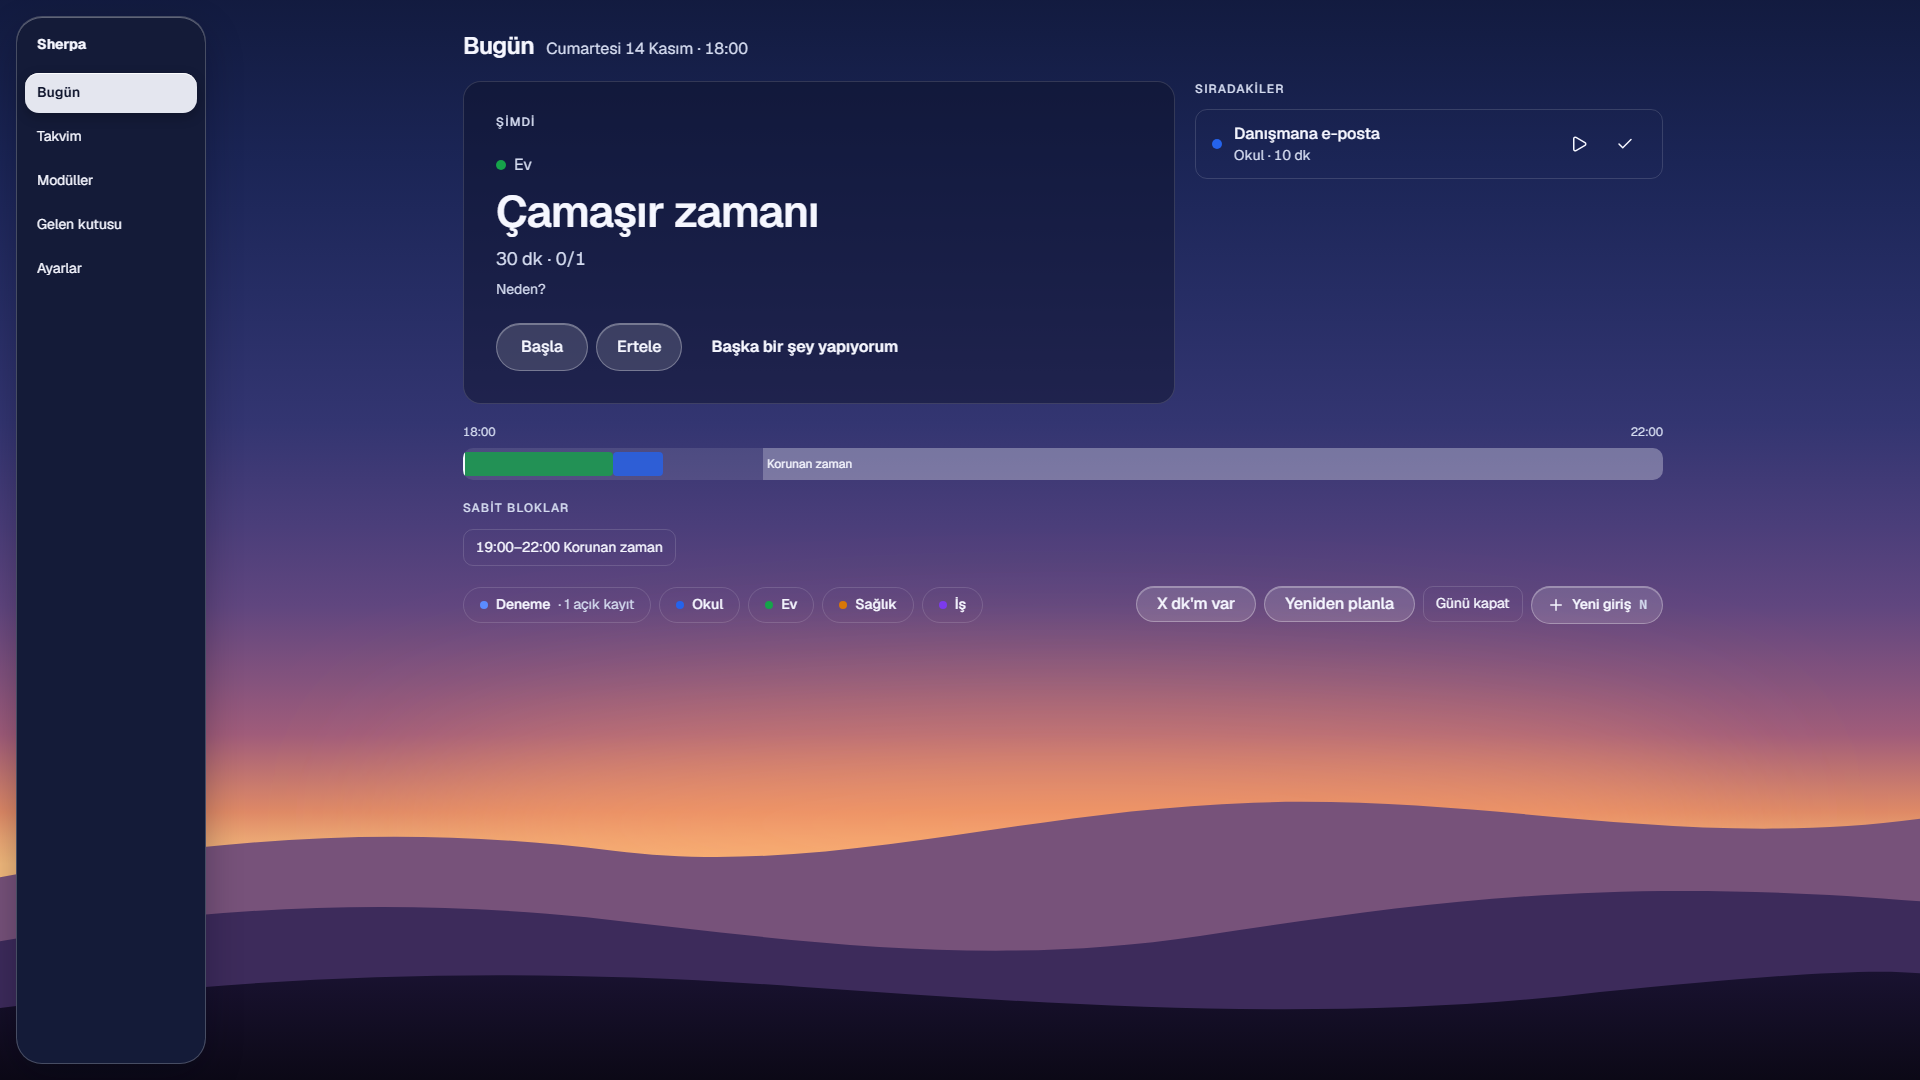 Sherpa
Bugün
Takvim
Modüller
Gelen kutusu
Ayarlar
Bugün Cumartesi 14 Kasım · 18:00
ŞİMDİ
Ev
Çamaşır zamanı
30 dk · 0/1
Neden?
Başla Ertele Başka bir şey yapıyorum
SIRADAKİLER
Danışmana e-posta
Okul · 10 dk
18:00 22:00
Korunan zaman
SABİT BLOKLAR
19:00–22:00 Korunan zaman
Deneme · 1 açık kayıt Okul Ev Sağlık İş X dk'm var Yeniden planla Günü kapat Yeni giriş N